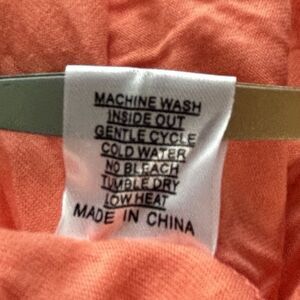 MACHINE WASH
INSIDE OUT
GENTLE CYCLE
COLD WATER
NO BLEACH
TUMBLE DRY
LOW HEAT
MADE IN CHINA